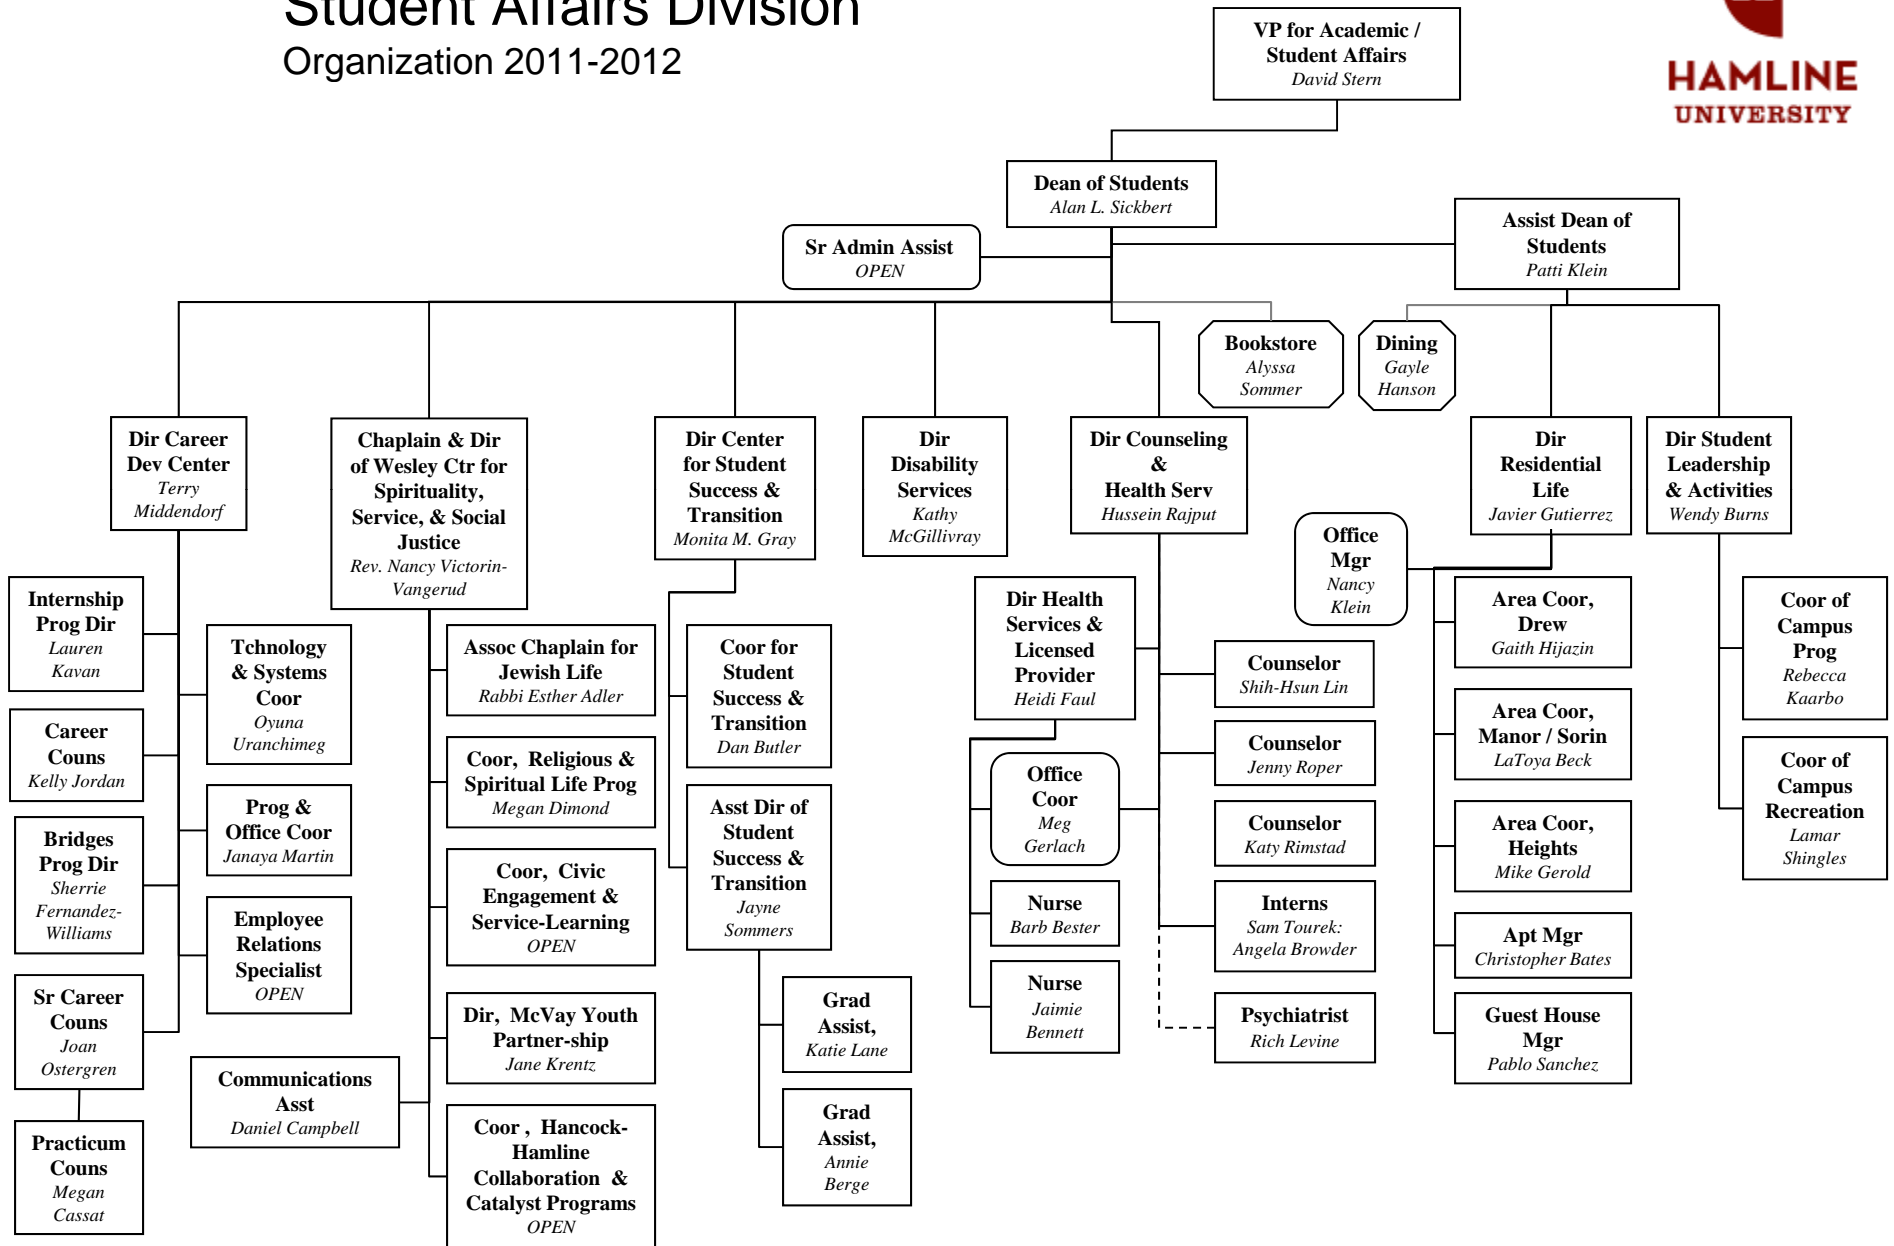 Student Affairs Division
Organization 2011-2012
VP for Academic /
Student Affairs
David Stern
HAMLINE
UNIVERSITY
Dean of Students
Alan L. Sickbert
Assist Dean of
Students
Patti Klein
Sr Admin Assist
OPEN
Bookstore
Alyssa
Sommer
Dining
Gayle
Hanson
Dir Career
Dev Center
Terry
Middendorf
Chaplain & Dir
of Wesley Ctr for
Spirituality,
Service, & Social
Justice
Rev. Nancy Victorin-
Vangerud
Dir Center
for Student
Success &
Transition
Monita M. Gray
Dir
Disability
Services
Kathy
McGillivray
Dir Counseling
&
Health Serv
Hussein Rajput
Dir
Residential
Life
Javier Gutierrez
Dir Student
Leadership
& Activities
Wendy Burns
Office
Mgr
Nancy
Klein
Internship
Prog Dir
Lauren
Kavan
Career
Couns
Kelly Jordan
Bridges
Prog Dir
Sherrie
Fernandez-
Williams
Sr Career
Couns
Joan
Ostergren
Practicum
Couns
Megan
Cassat
Tchnology
& Systems
Coor
Oyuna
Uranchimeg
Prog &
Office Coor
Janaya Martin
Employee
Relations
Specialist
OPEN
Communications
Asst
Daniel Campbell
Assoc Chaplain for
Jewish Life
Rabbi Esther Adler
Coor, Religious &
Spiritual Life Prog
Megan Dimond
Coor, Civic
Engagement &
Service-Learning
OPEN
Dir, McVay Youth
Partner-ship
Jane Krentz
Coor , Hancock-
Hamline
Collaboration &
Catalyst Programs
OPEN
Coor for
Student
Success &
Transition
Dan Butler
Asst Dir of
Student
Success &
Transition
Jayne
Sommers
Grad
Assist,
Katie Lane
Grad
Assist,
Annie
Berge
Dir Health
Services &
Licensed
Provider
Heidi Faul
Office
Coor
Meg
Gerlach
Nurse
Barb Bester
Nurse
Jaimie
Bennett
Counselor
Shih-Hsun Lin
Counselor
Jenny Roper
Counselor
Katy Rimstad
Interns
Sam Tourek:
Angela Browder
Psychiatrist
Rich Levine
Area Coor,
Drew
Gaith Hijazin
Area Coor,
Manor / Sorin
LaToya Beck
Area Coor,
Heights
Mike Gerold
Apt Mgr
Christopher Bates
Guest House
Mgr
Pablo Sanchez
Coor of
Campus
Prog
Rebecca
Kaarbo
Coor of
Campus
Recreation
Lamar
Shingles